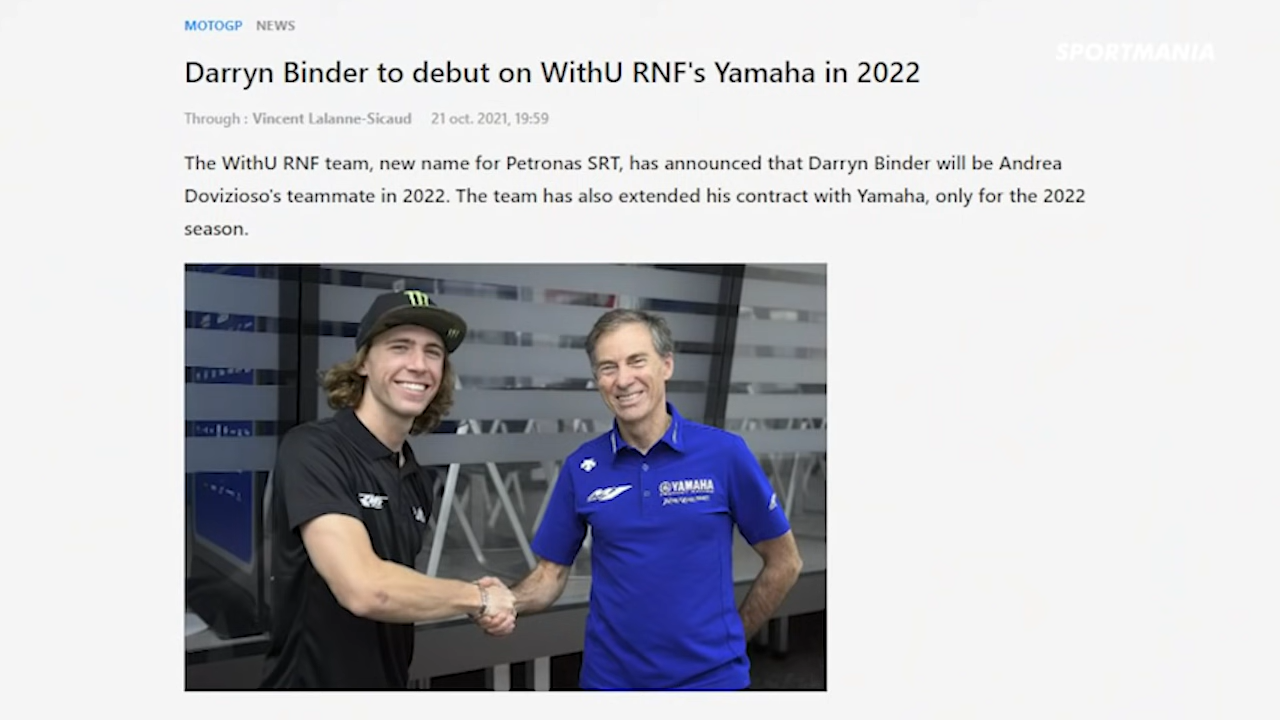 MOTOGP NEWS
SPORTMANIA
Darryn Binder to debut on WithU RNF's Yamaha in 2022
Through : Vincent Lalanne-Sicaud 21 oct. 2021, 19:59
The WithU RNF team, new name for Petronas SRT, has announced that Darryn Binder will be Andrea
Dovizioso's teammate in 2022. The team has also extended his contract with Yamaha, only for the 2022
season.
YAMAHA